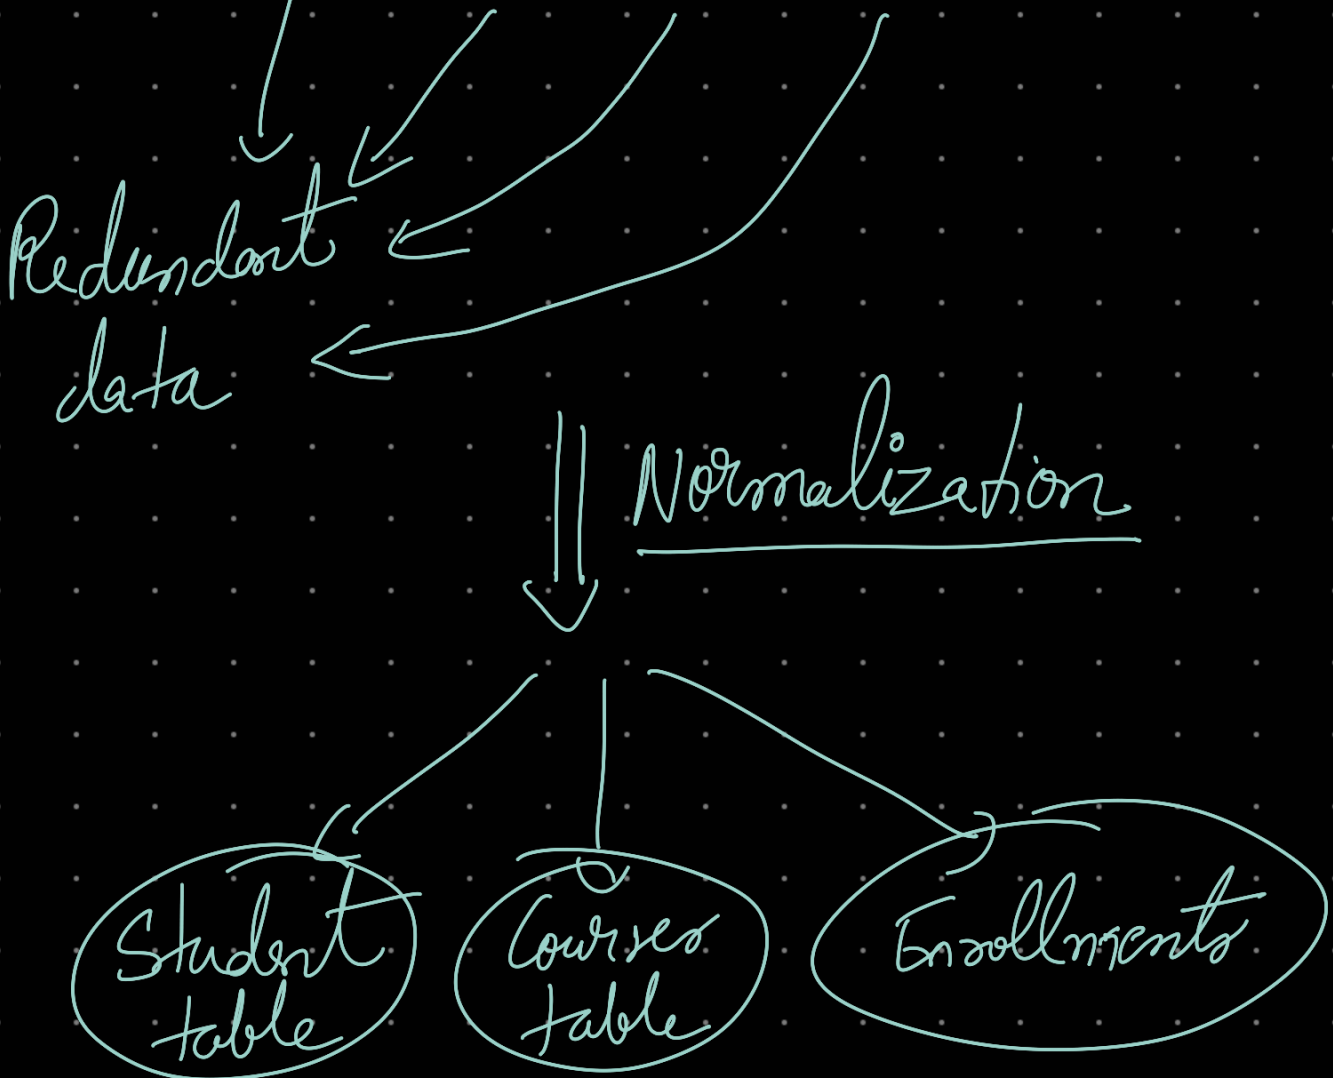 Redundant
data
Normalization
Student
table
Courses
table
Enrollments